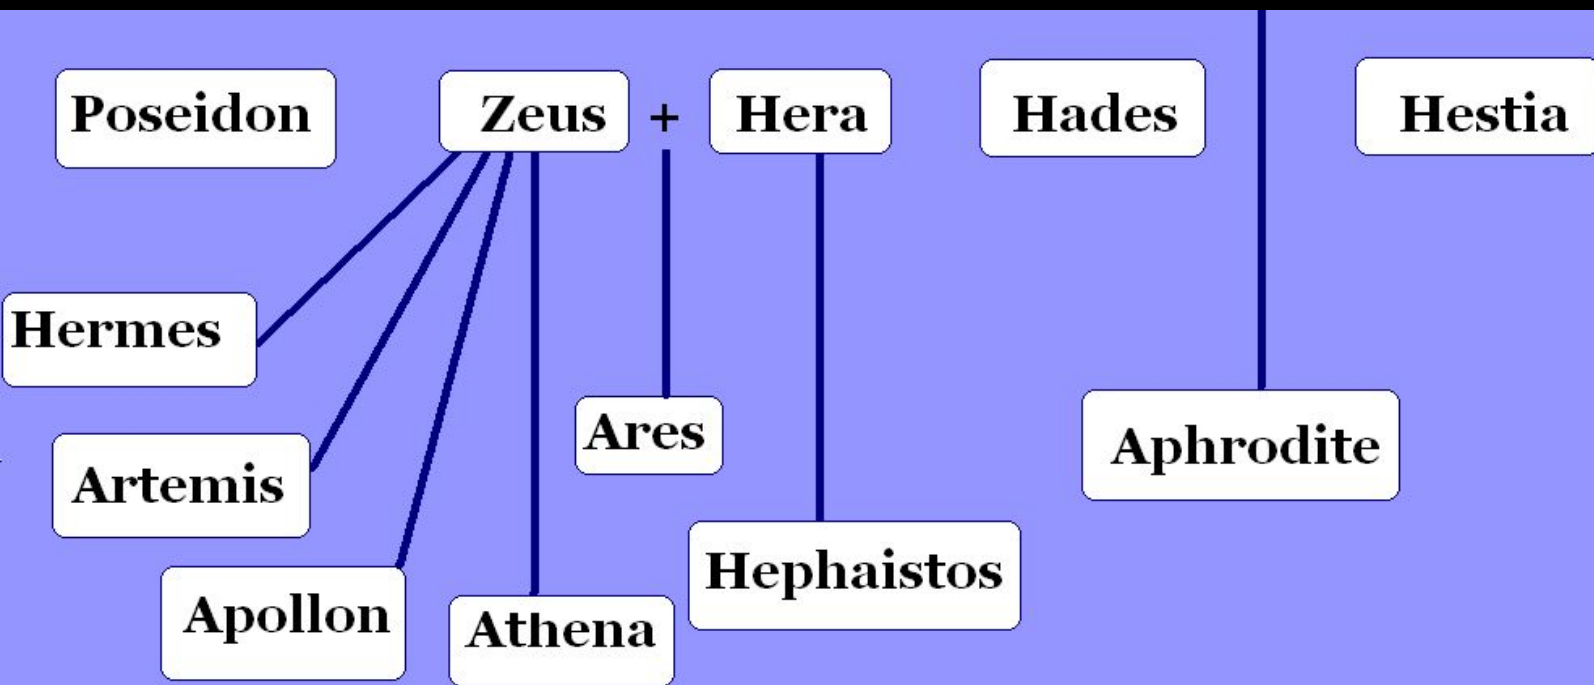 Poseidon
Zeus + Hera
Hades
Hestia
Hermes
Ares
Aphrodite
Artemis
Hephaistos
Apollon
Athena